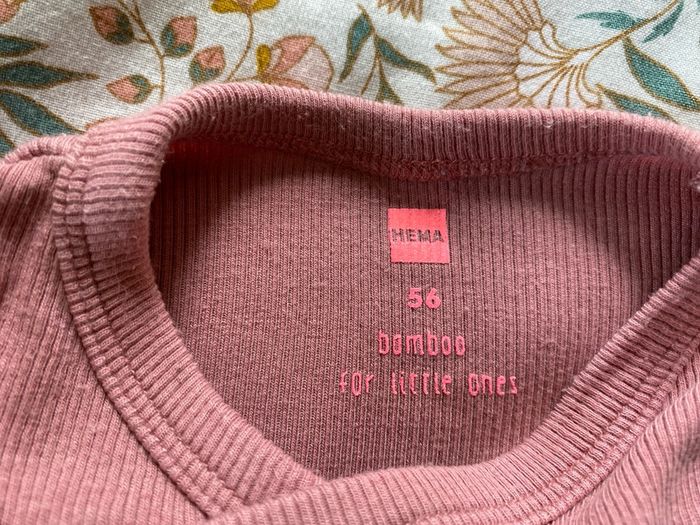 HEMA
56
bamboo
for little ones